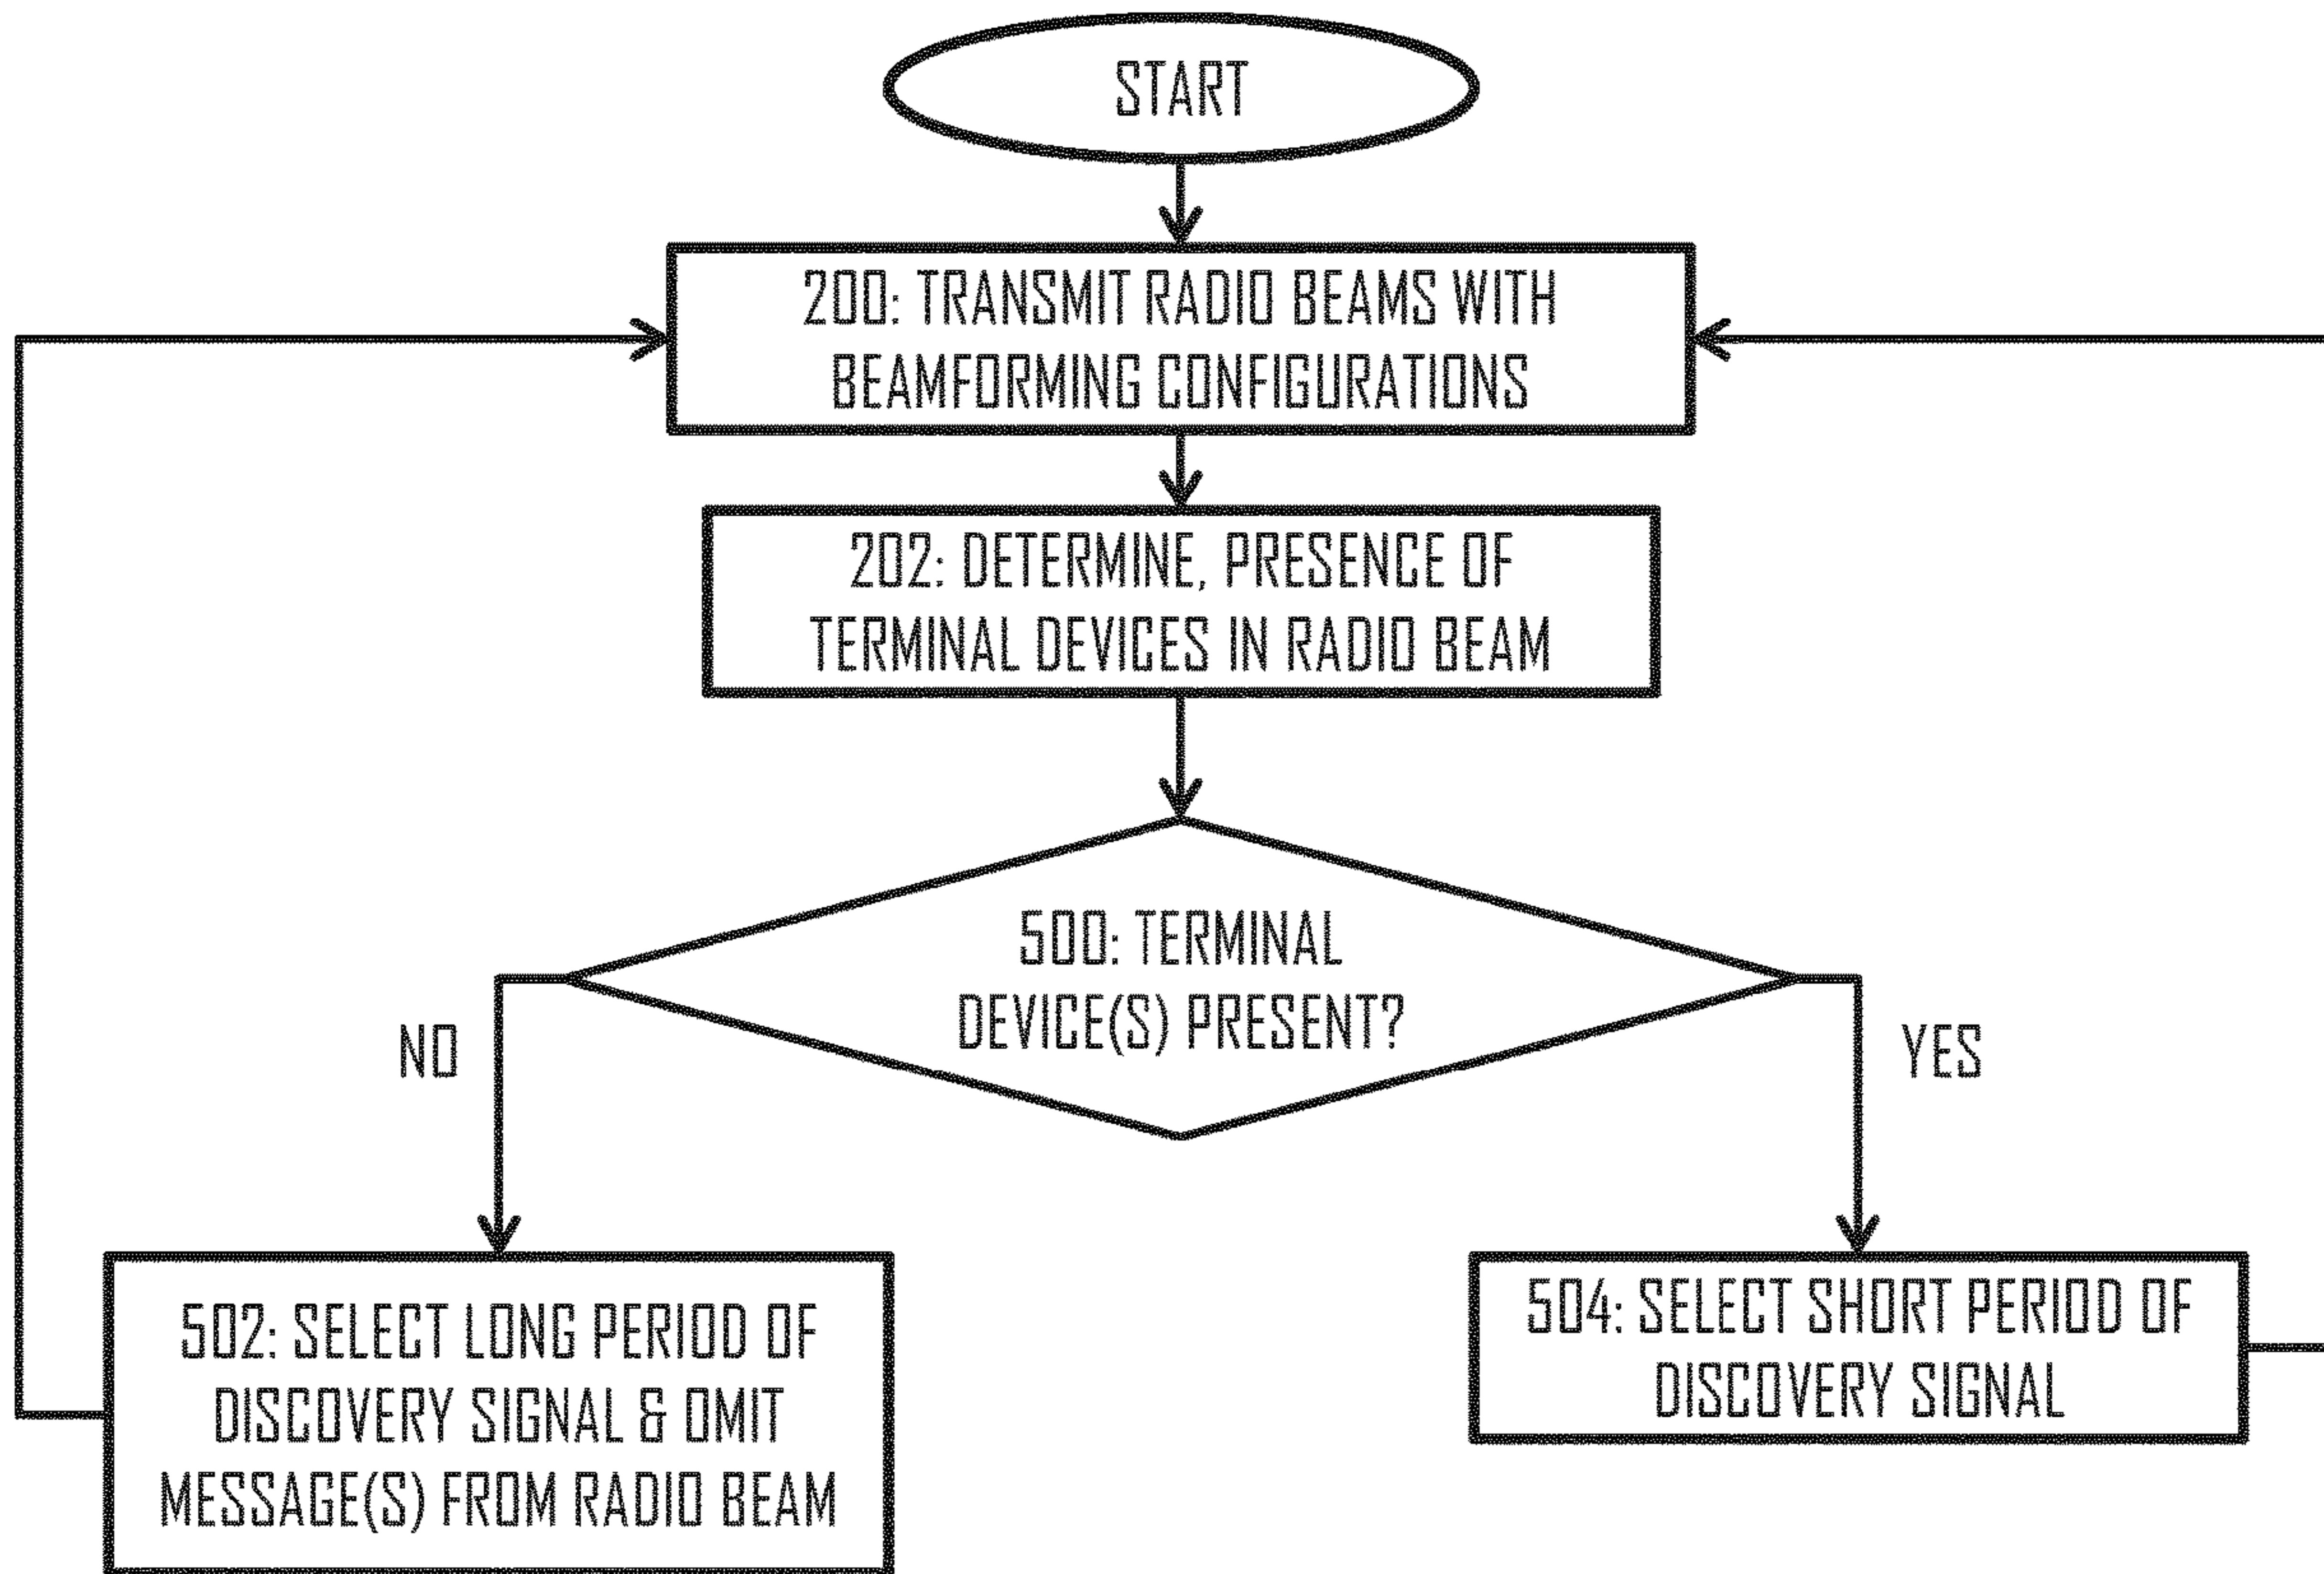 START
200: TRANSMIT RADIO BEAMS WITH
BEAMFORMING CONFIGURATIONS
202: DETERMINE, PRESENCE OF
TERMINAL DEVICES IN RADIO BEAM
500: TERMINAL
DEVICE(S) PRESENT?
NO
YES
502: SELECT LONG PERIOD OF
DISCOVERY SIGNAL & OMIT
MESSAGE(S) FROM RADIO BEAM
504: SELECT SHORT PERIOD OF
DISCOVERY SIGNAL